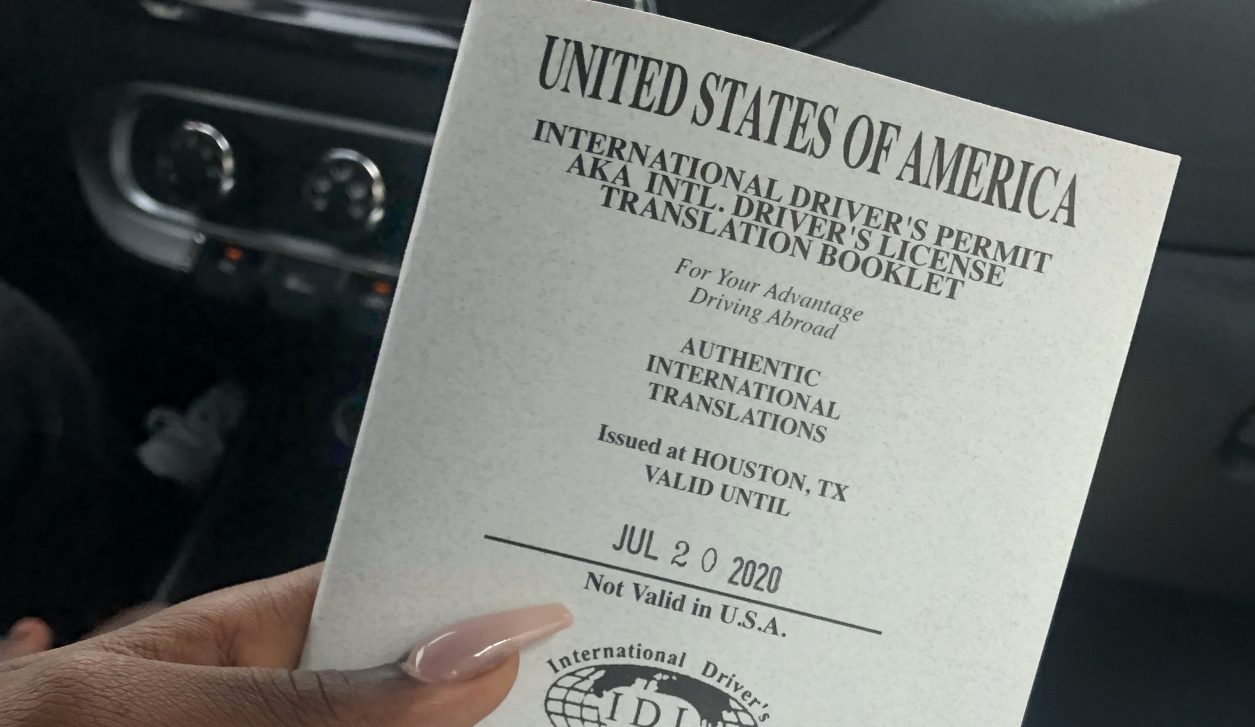 UNITED STATES OF AMERICA
INTERNATIONAL DRIVER'S PERMIT
AKA INTL. DRIVER'S LICENSE
TRANSLATION BOOKLET
For Your Advantage
Driving Abroad
AUTHENTIC
INTERNATIONAL
TRANSLATIONS
Issued at HOUSTON, TX
VALID UNTIL
JUL 20 2020
Not Valid in U.S.A.
International Driver's
IDL